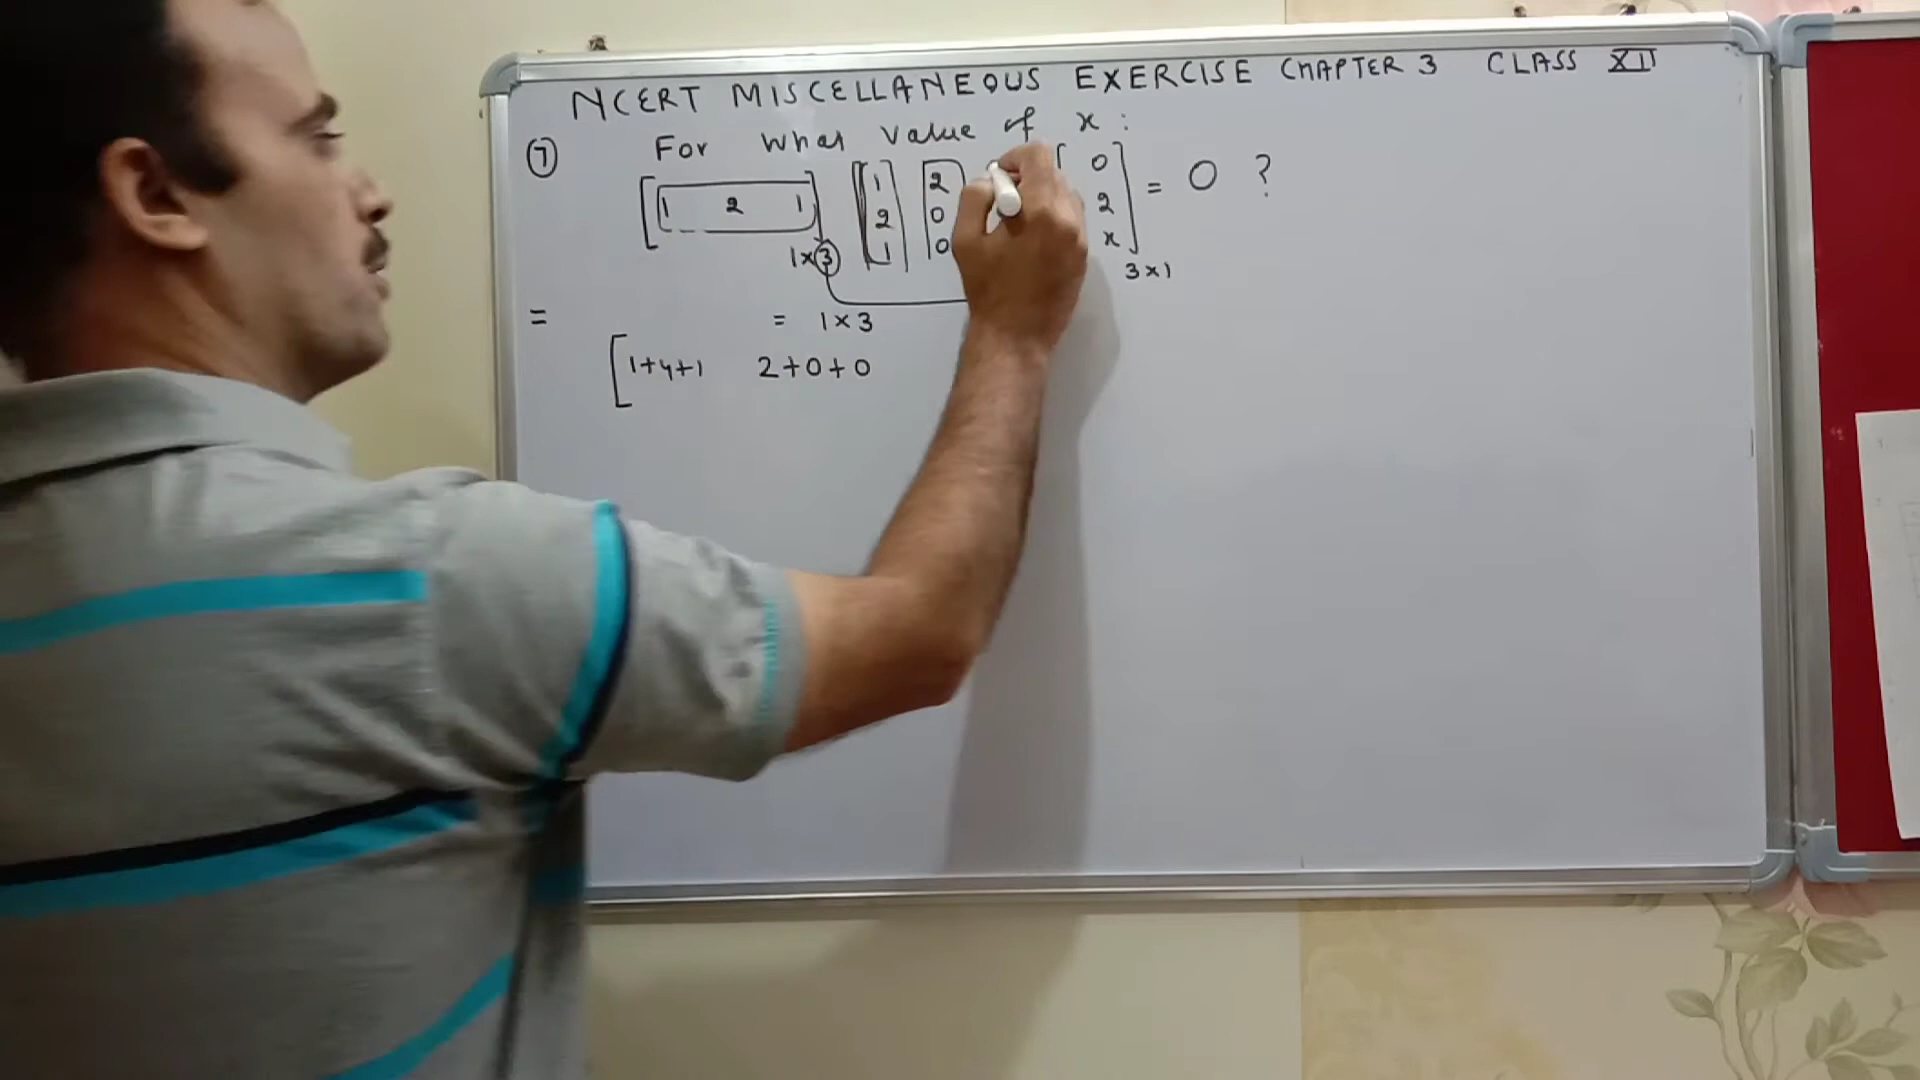 NCERT MISCELLANEOUS EXERCISE CHAPTER 3 CLASS XII
7 For What Value of x :
[ 1 2 1 ] [ 1 2 0 ] = 0 ?
2 0 2
1 0 x
1×3 3×1
= = 1×3
[ 1+4+1 2+0+0